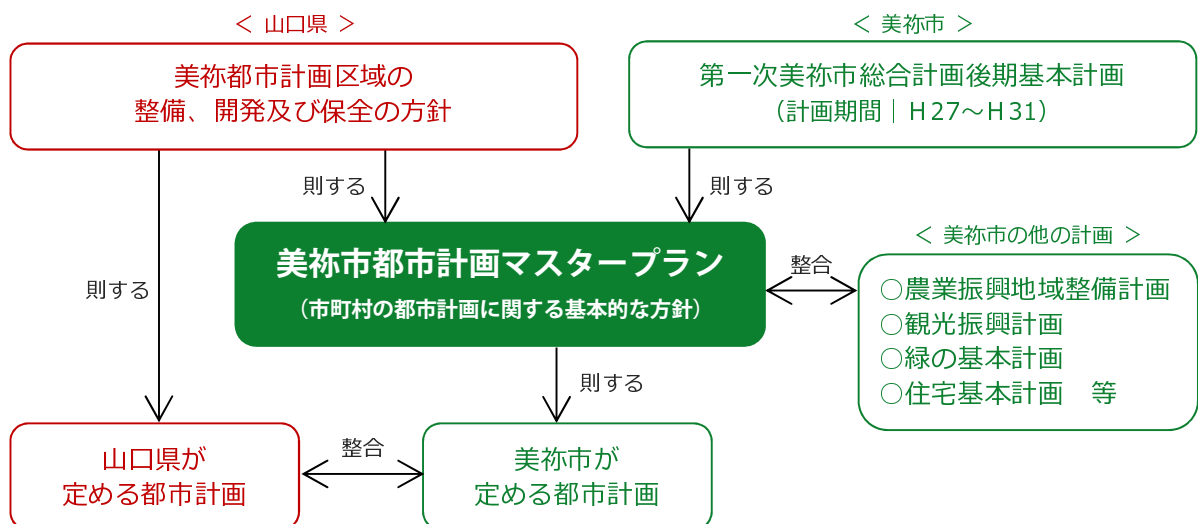 ＜ 山口県 ＞
美祢都市計画区域の
整備、開発及び保全の方針
＜ 美祢市 ＞
第一次美祢市総合計画後期基本計画
（計画期間｜Ｈ27～Ｈ31）
則する
則する
則する
美祢市都市計画マスタープラン
（市町村の都市計画に関する基本的な方針）
整合
＜ 美祢市の他の計画 ＞
○農業振興地域整備計画
○観光振興計画
○緑の基本計画
○住宅基本計画　等
則する
山口県が
定める都市計画
整合
美祢市が
定める都市計画